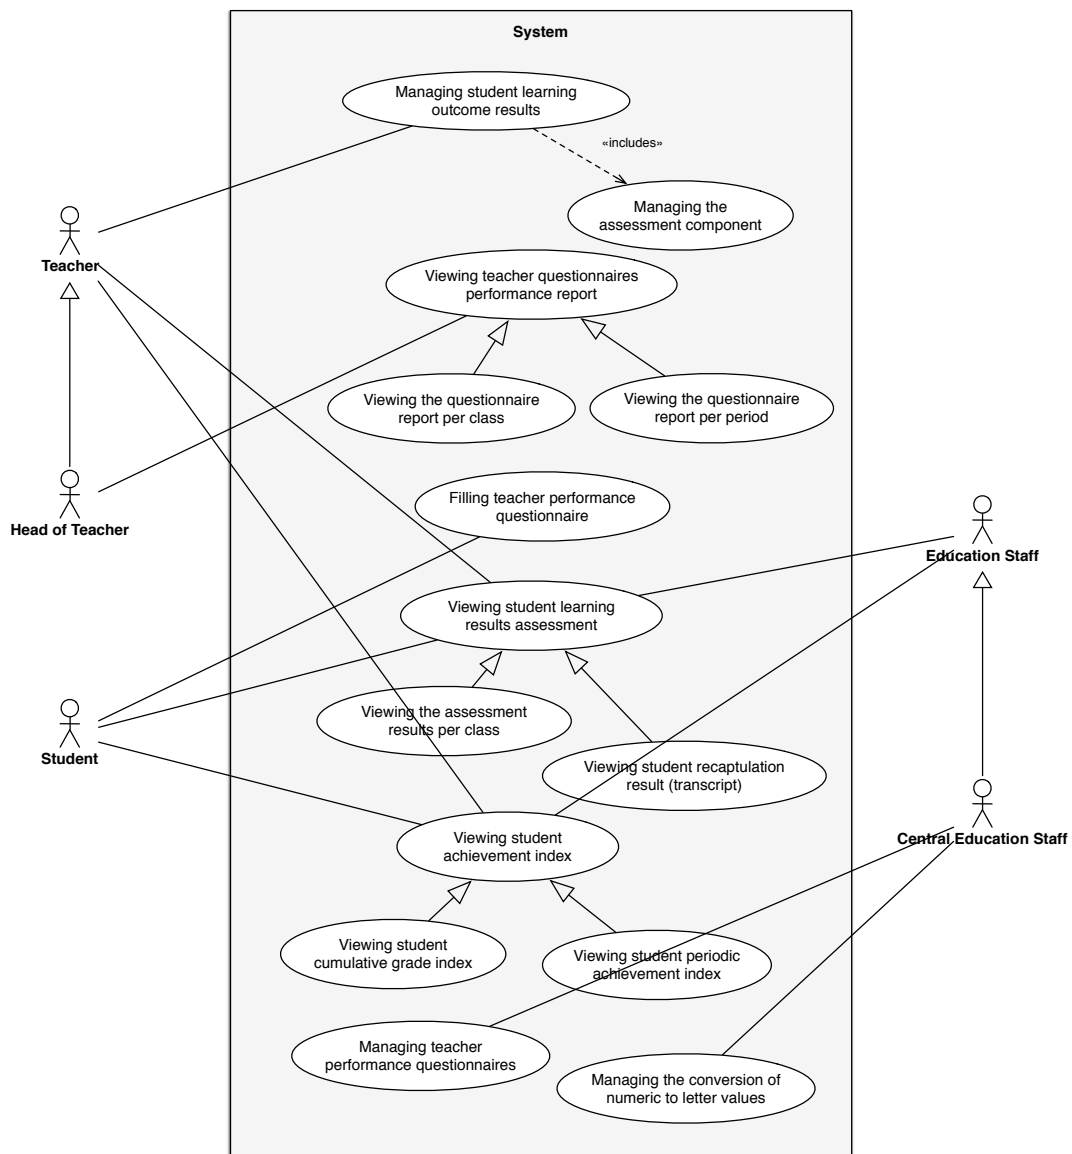 System
Managing student learning
outcome results
«includes»
Managing the
assessment component
Teacher
Viewing teacher questionnaires
performance report
Viewing the questionnaire
report per class
Viewing the questionnaire
report per period
Head of Teacher
Filling teacher performance
questionnaire
Education Staff
Viewing student learning
results assessment
Viewing the assessment
results per class
Student
Viewing student recaptulation
result (transcript)
Viewing student
achievement index
Central Education Staff
Viewing student
cumulative grade index
Viewing student periodic
achievement index
Managing teacher
performance questionnaires
Managing the conversion of
numeric to letter values